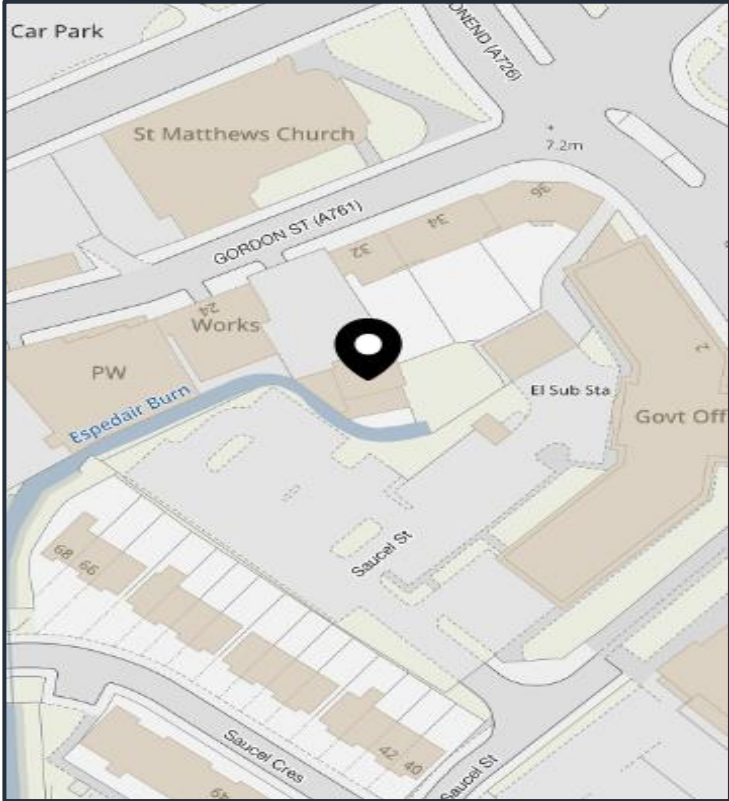 Car Park
ONEND (A726)
St Matthews Church
7.2m
36
GORDON ST (A761)
34
32
24
Works
2
PW
El Sub Sta
Espedair Burn
Govt Off
Saucel St
68 66
Saucel Cres
42 40
Saucel St